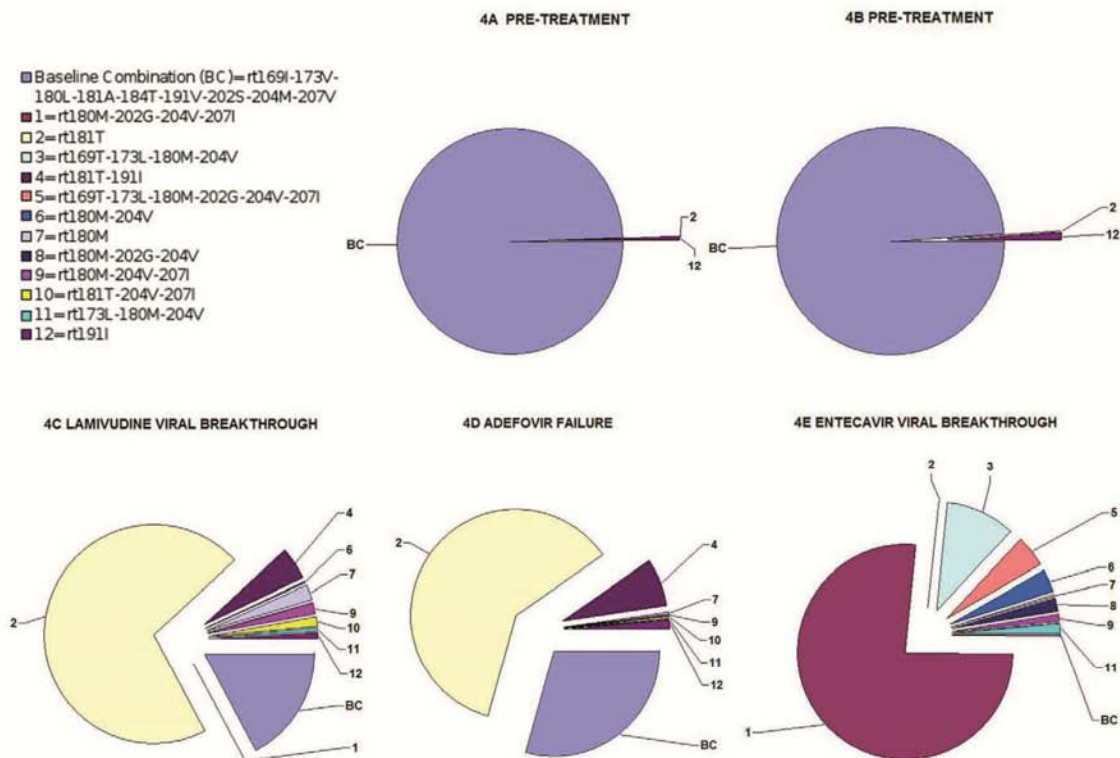 4A PRE-TREATMENT
4B PRE-TREATMENT
Baseline Combination (BC)=rt169I-173V-
180L-181A-184T-191V-202S-204M-207V
1=rt180M-202G-204V-207I
2=rt181T
3=rt169T-173L-180M-204V
4=rt181T-191I
5=rt169T-173L-180M-202G-204V-207I
6=rt180M-204V
7=rt180M
8=rt180M-202G-204V
9=rt180M-204V-207I
10=rt181T-204V-207I
11=rt173L-180M-204V
12=rt191I
BC
2
12
BC
2
12
4C LAMIVUDINE VIRAL BREAKTHROUGH
4D ADEFOVIR FAILURE
4E ENTECAVIR VIRAL BREAKTHROUGH
2
4
6
7
9
10
11
12
BC
1
2
4
7
9
10
11
12
BC
2
3
5
6
7
8
9
11
BC
1